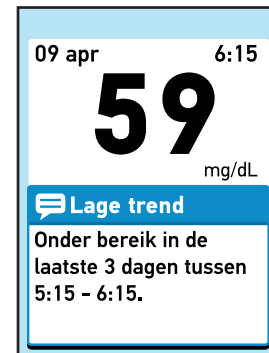 09 apr 6:15
59
mg/dL
Lage trend
Onder bereik in de
laatste 3 dagen tussen
5:15 - 6:15.